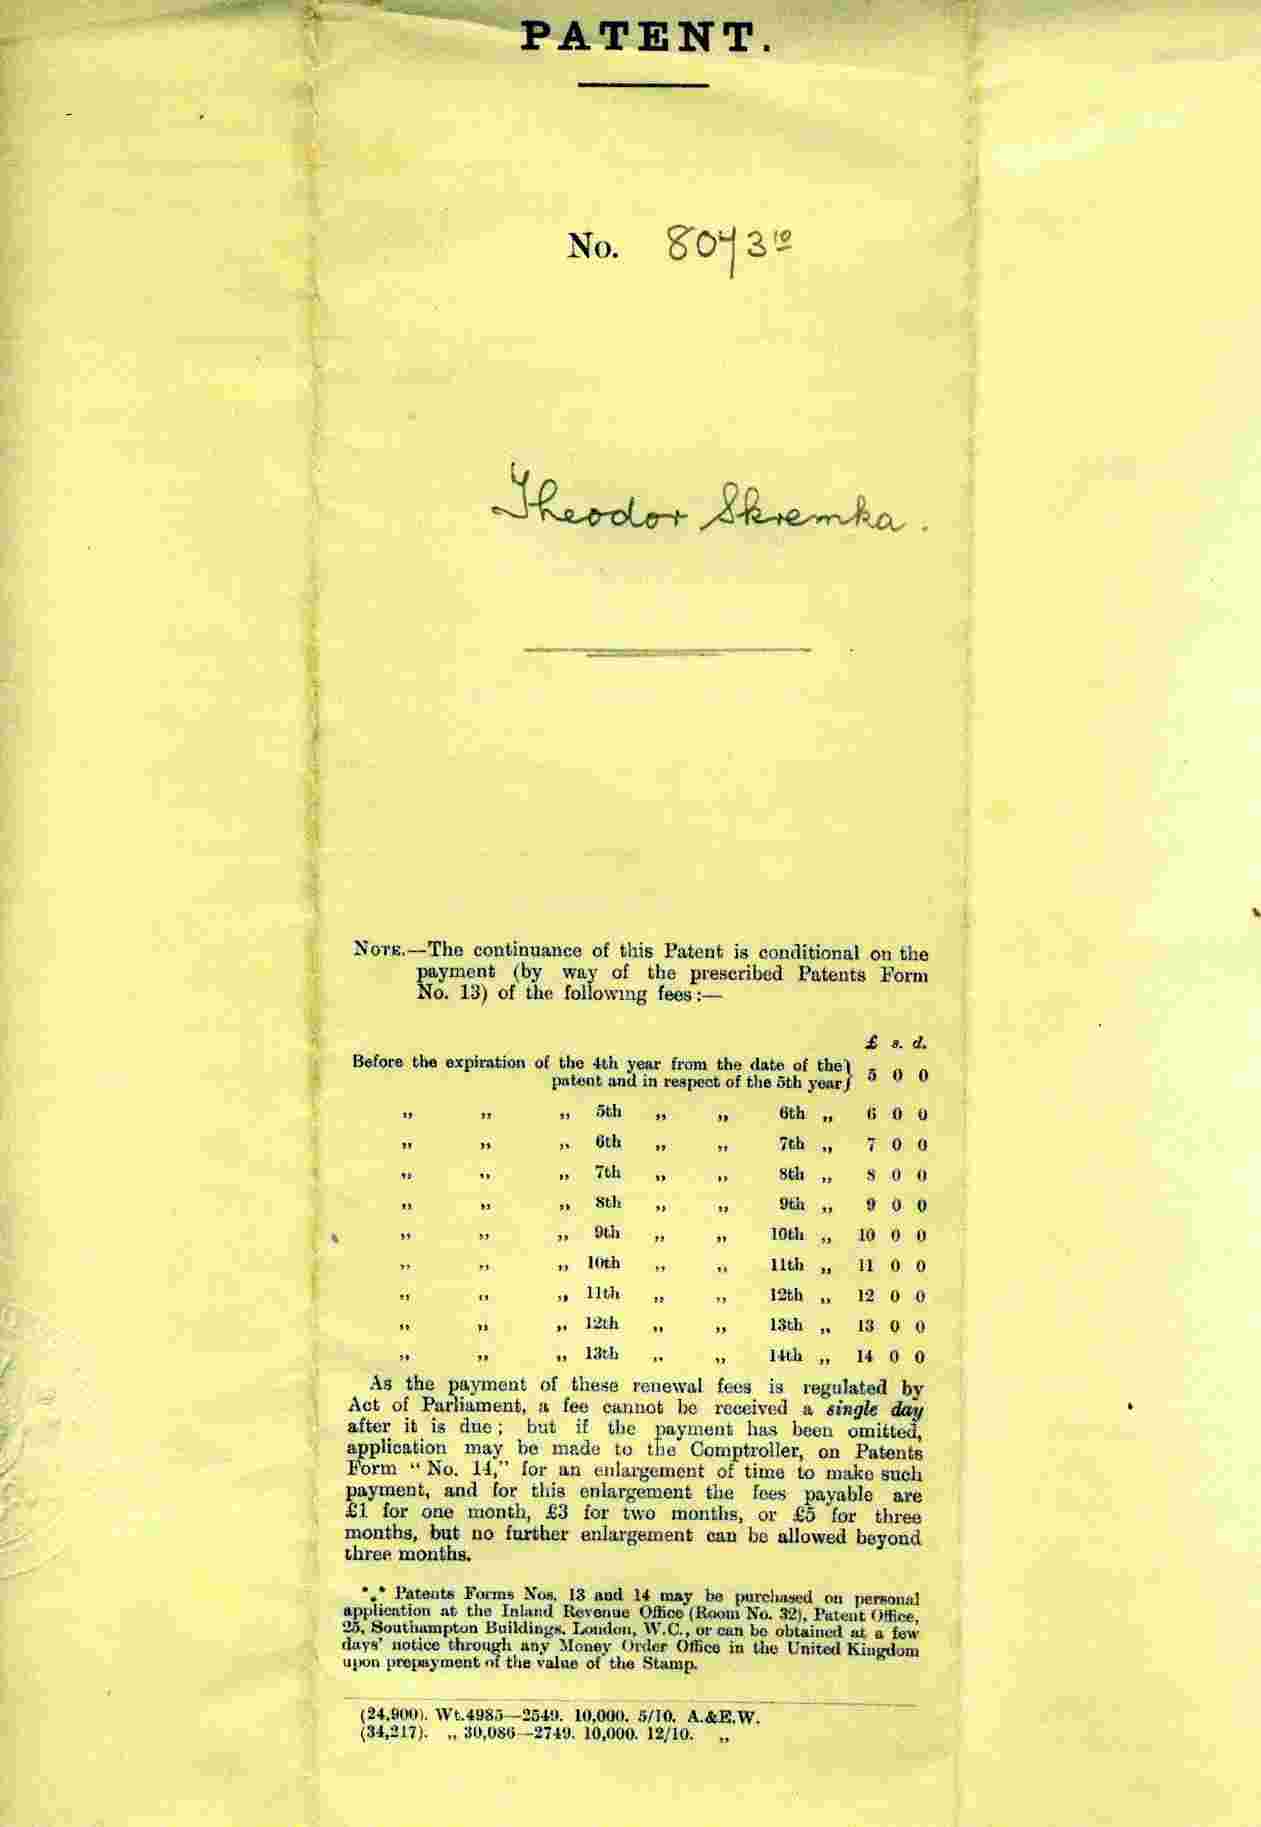 PATENT.
No. 8073¹⁰
Theodor Skremka.
NOTE.—The continuance of this Patent is conditional on the
payment (by way of the prescribed Patents Form
No. 13) of the following fees:—
£ s. d.
Before the expiration of the 4th year from the date of the}
patent and in respect of the 5th year} 5 0 0
„ „ „ 5th „ „ 6th „ 6 0 0
„ „ „ 6th „ „ 7th „ 7 0 0
„ „ „ 7th „ „ 8th „ 8 0 0
„ „ „ 8th „ „ 9th „ 9 0 0
„ „ „ 9th „ „ 10th „ 10 0 0
„ „ „ 10th „ „ 11th „ 11 0 0
„ „ „ 11th „ „ 12th „ 12 0 0
„ „ „ 12th „ „ 13th „ 13 0 0
„ „ „ 13th „ „ 14th „ 14 0 0
As the payment of these renewal fees is regulated by
Act of Parliament, a fee cannot be received a single day
after it is due; but if the payment has been omitted,
application may be made to the Comptroller, on Patents
Form "No. 14," for an enlargement of time to make such
payment, and for this enlargement the fees payable are
£1 for one month, £3 for two months, or £5 for three
months, but no further enlargement can be allowed beyond
three months.
*⁎* Patents Forms Nos. 13 and 14 may be purchased on personal
application at the Inland Revenue Office (Room No. 32), Patent Office,
25, Southampton Buildings, London, W.C., or can be obtained at a few
days' notice through any Money Order Office in the United Kingdom
upon prepayment of the value of the Stamp.
(24,900). Wt.4985—2549. 10,000. 5/10. A.&E.W.
(34,217). „ 30,086—2749. 10,000. 12/10. „